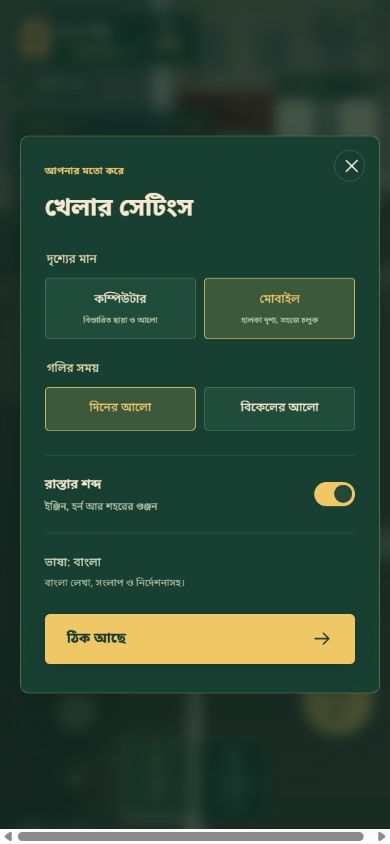 আপনার মতো করে
খেলার সেটিংস
দৃশ্যের মান
কম্পিউটার
বিস্তারিত ছায়া ও আলো
মোবাইল
হালকা দৃশ্য, সহজে চলুক
গলির সময়
দিনের আলো
বিকেলের আলো
রাস্তার শব্দ
ইঞ্জিন, হর্ন আর শহরের গুঞ্জন
ভাষা: বাংলা
বাংলা লেখা, সংলাপ ও নির্দেশনাসহ।
ঠিক আছে